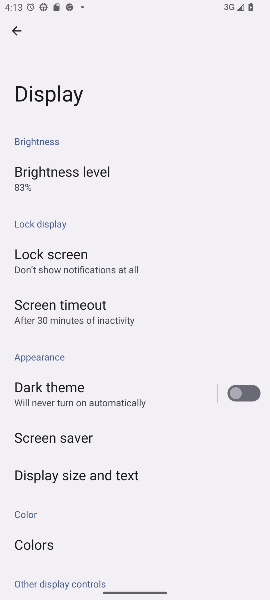 4:13
3G
Display
Brightness
Brightness level
83%
Lock display
Lock screen
Don't show notifications at all
Screen timeout
After 30 minutes of inactivity
Appearance
Dark theme
Will never turn on automatically
Screen saver
Display size and text
Color
Colors
Other display controls